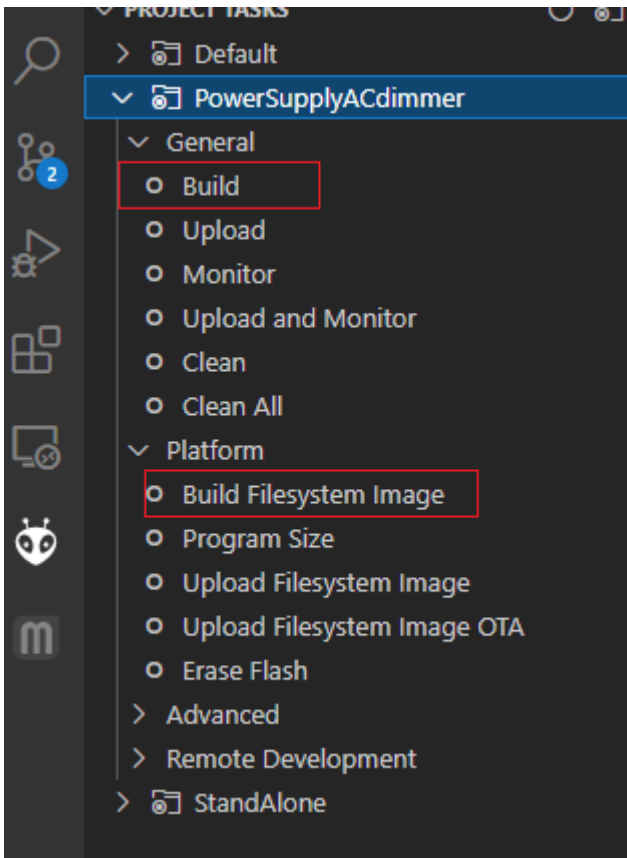 PROJECT TASKS
Default
PowerSupplyACdimmer
General
Build
2
Upload
Monitor
Upload and Monitor
Clean
Clean All
Platform
Build Filesystem Image
Program Size
Upload Filesystem Image
Upload Filesystem Image OTA
Erase Flash
Advanced
Remote Development
StandAlone